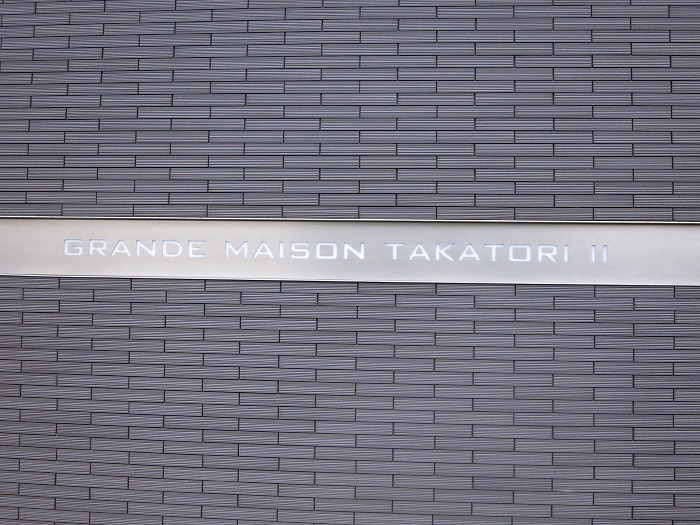 GRANDE MAISON TAKATORI II